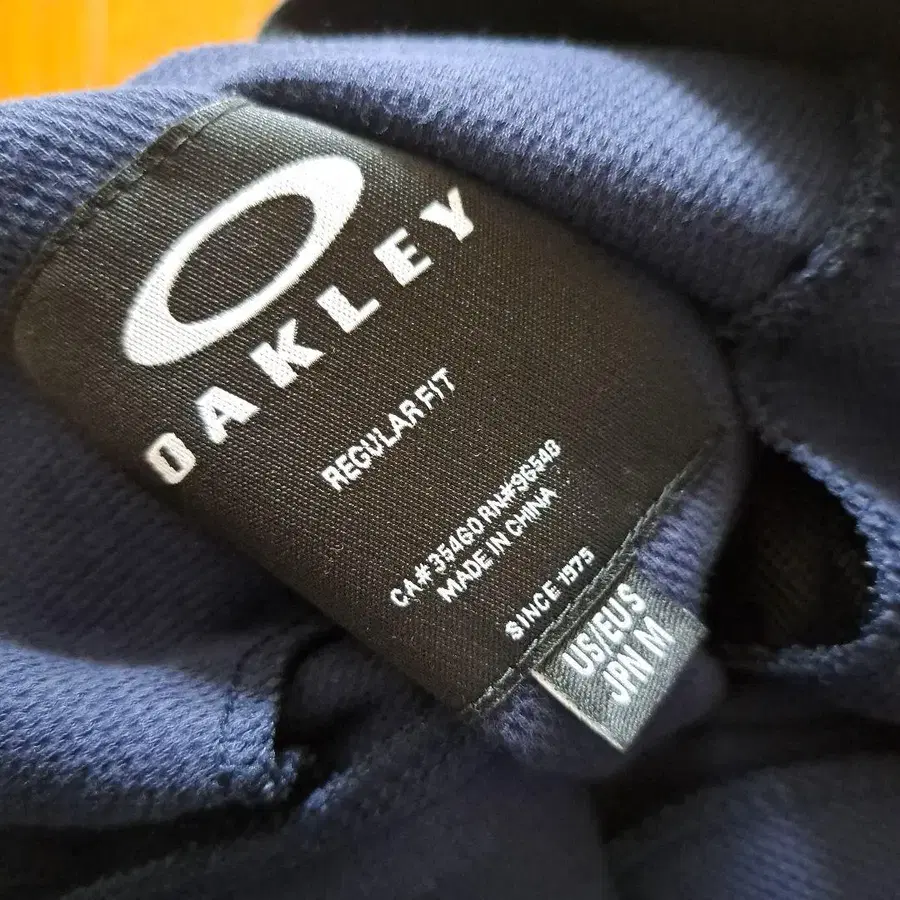 OAKLEY
REGULAR FIT
CA#35460 RN#96548
MADE IN CHINA
SINCE 1975
US/EU S
JPN M